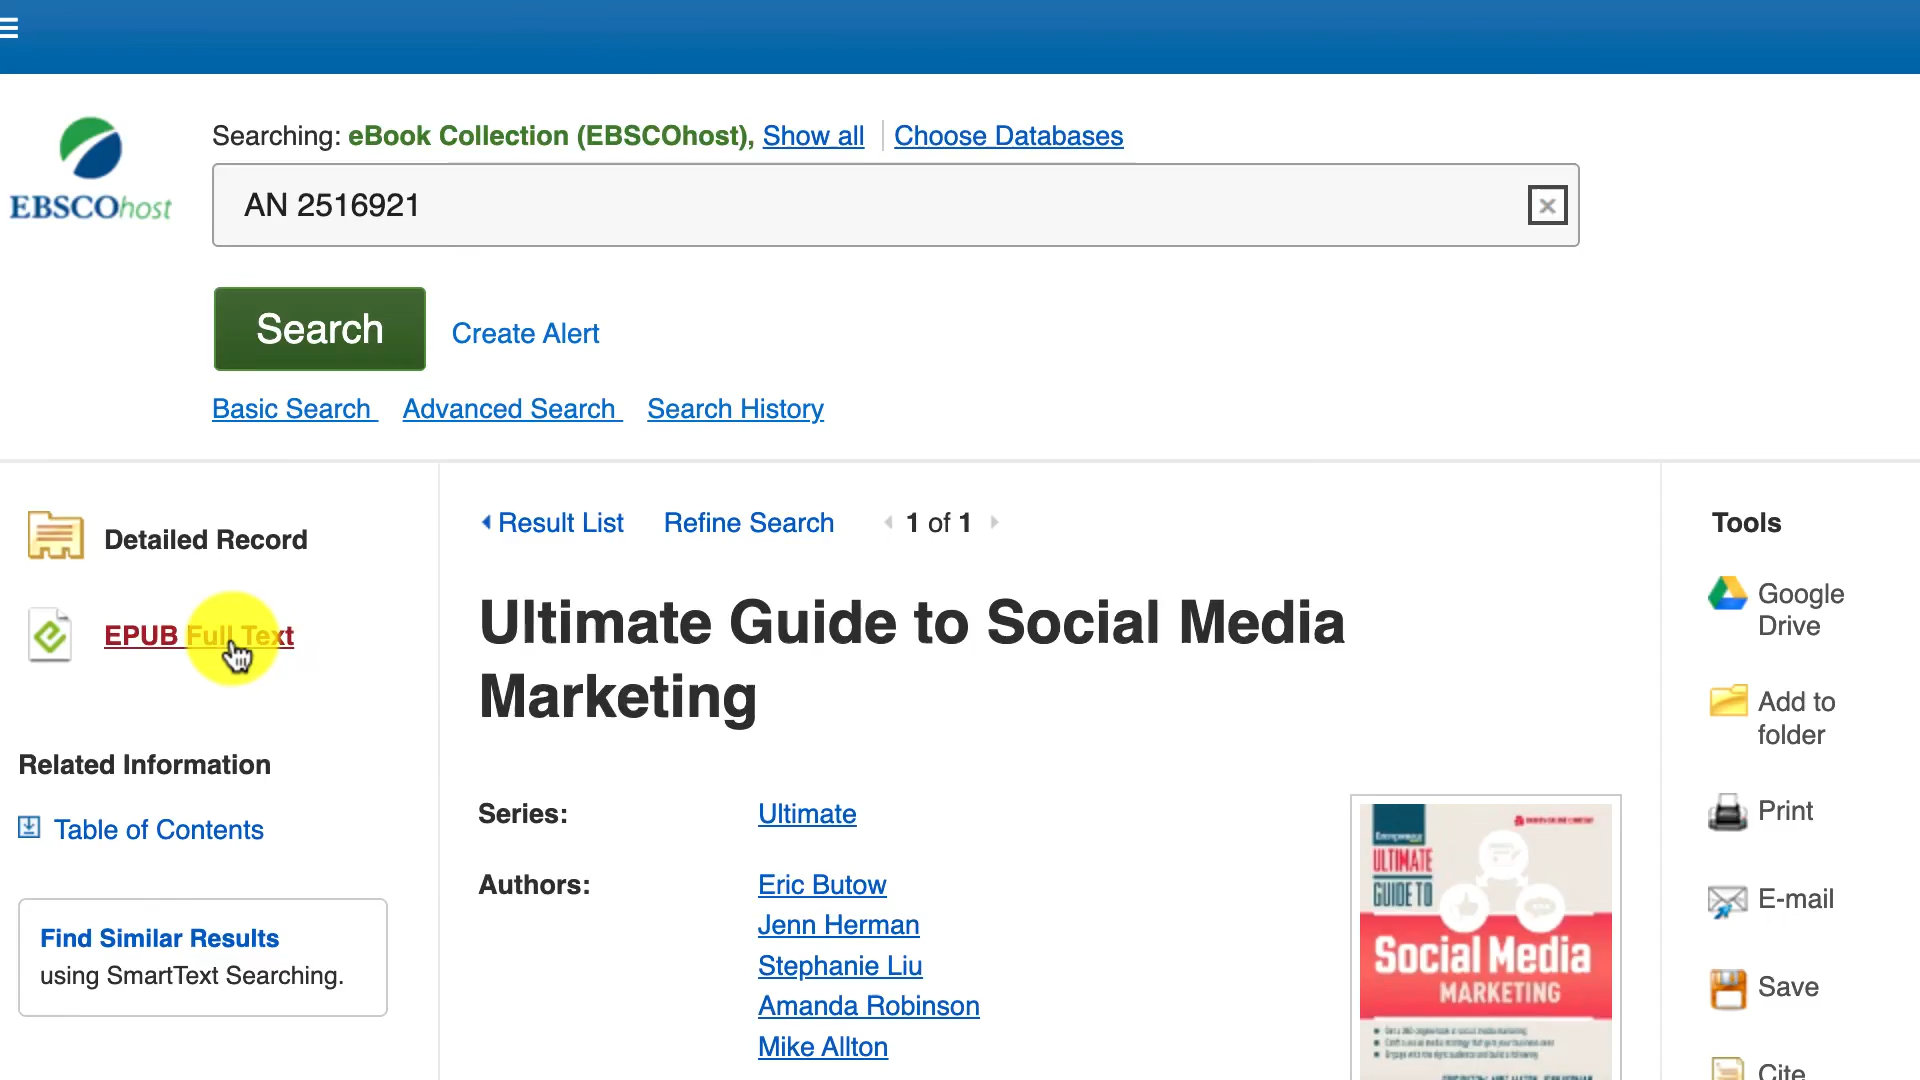 EBSCOhost
Searching: eBook Collection (EBSCOhost), Show all Choose Databases
AN 2516921
Search Create Alert
Basic Search Advanced Search Search History
Detailed Record
EPUB Full Text
Related Information
Table of Contents
Find Similar Results
using SmartText Searching.
Result List Refine Search 1 of 1
Ultimate Guide to Social Media
Marketing
Series: Ultimate
Authors: Eric Butow
Jenn Herman
Stephanie Liu
Amanda Robinson
Mike Allton
Entrepreneur
ULTIMATE
GUIDE TO
Social Media
MARKETING
Tools
Google
Drive
Add to
folder
Print
E-mail
Save
Cite